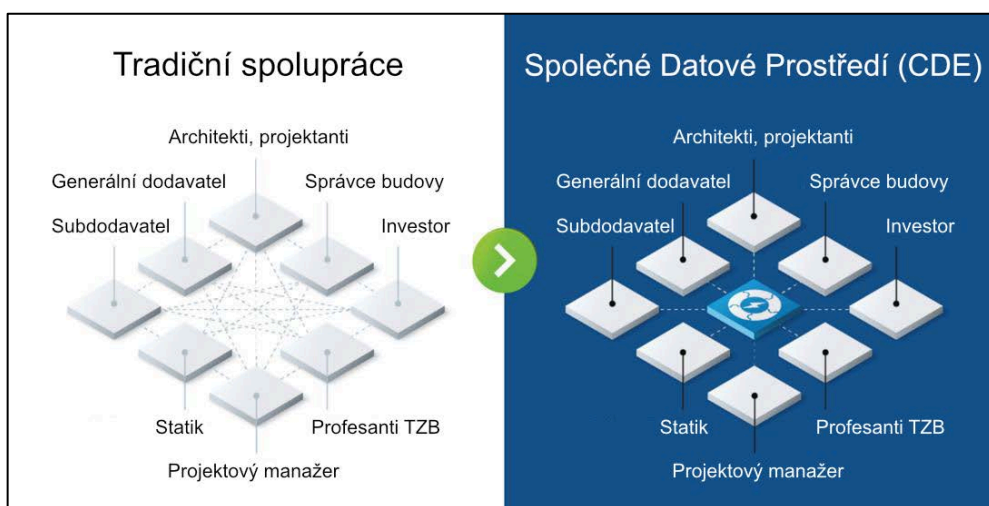 Tradiční spolupráce
Architekti, projektanti
Generální dodavatel
Správce budovy
Subdodavatel
Investor
Statik
Profesanti TZB
Projektový manažer
Společné Datové Prostředí (CDE)
Architekti, projektanti
Generální dodavatel
Správce budovy
Subdodavatel
Investor
Statik
Profesanti TZB
Projektový manažer